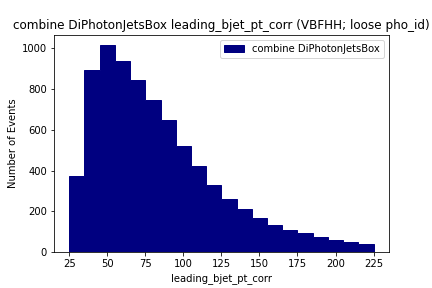 combine DiPhotonJetsBox leading_bjet_pt_corr (VBFHH; loose pho_id)
combine DiPhotonJetsBox
Number of Events
1000
800
600
400
200
0
25 50 75 100 125 150 175 200 225
leading_bjet_pt_corr